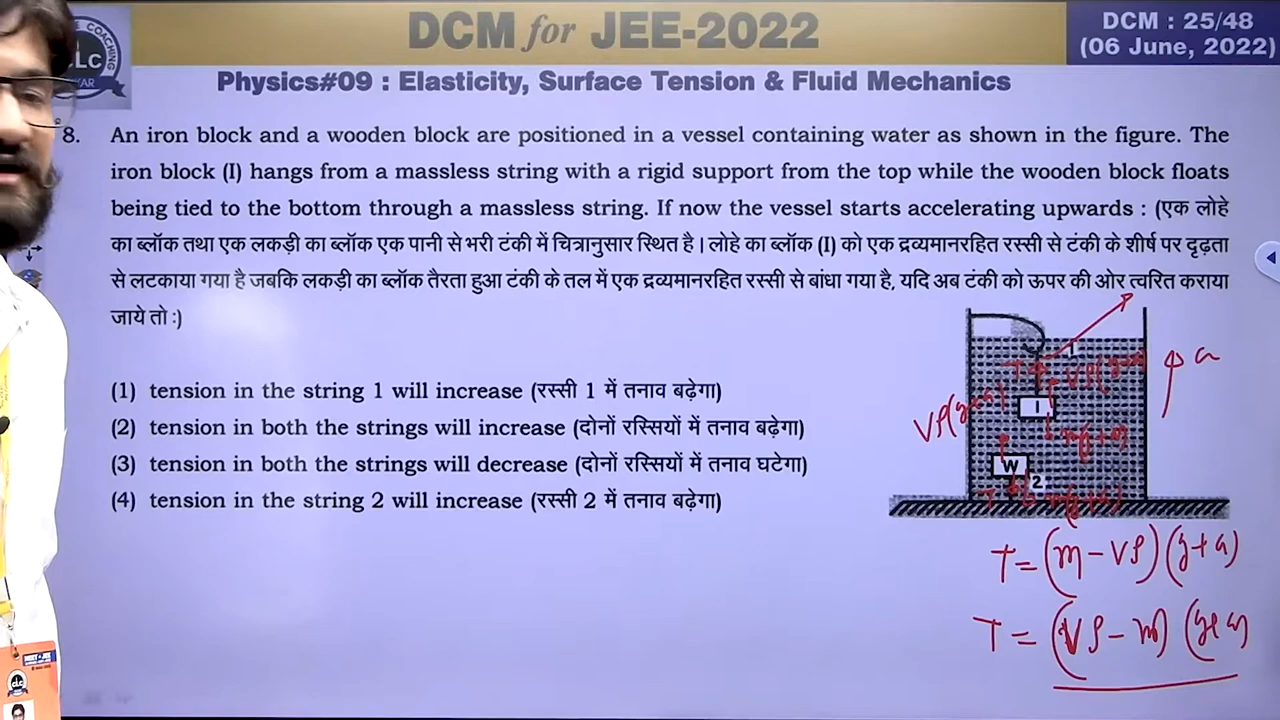 DCM for JEE-2022
DCM : 25/48
(06 June, 2022)
COACHING
CLC
Physics#09 : Elasticity, Surface Tension & Fluid Mechanics
8. An iron block and a wooden block are positioned in a vessel containing water as shown in the figure. The
iron block (I) hangs from a massless string with a rigid support from the top while the wooden block floats
being tied to the bottom through a massless string. If now the vessel starts accelerating upwards : (एक लोहे
का ब्लॉक तथा एक लकड़ी का ब्लॉक एक पानी से भरी टंकी में चित्रानुसार स्थित है। लोहे का ब्लॉक (I) को एक द्रव्यमानरहित रस्सी से टंकी के शीर्ष पर दृढ़ता
से लटकाया गया है जबकि लकड़ी का ब्लॉक तैरता हुआ टंकी के तल में एक द्रव्यमानरहित रस्सी से बांधा गया है, यदि अब टंकी को ऊपर की ओर त्वरित कराया
जाये तो :)
(1) tension in the string 1 will increase (रस्सी 1 में तनाव बढ़ेगा)
(2) tension in both the strings will increase (दोनों रस्सियों में तनाव बढ़ेगा)
(3) tension in both the strings will decrease (दोनों रस्सियों में तनाव घटेगा)
(4) tension in the string 2 will increase (रस्सी 2 में तनाव बढ़ेगा)
a
I
W
2
T = (m - Vρ) (g+a)
T = (Vρ - m) (g+a)
CLC